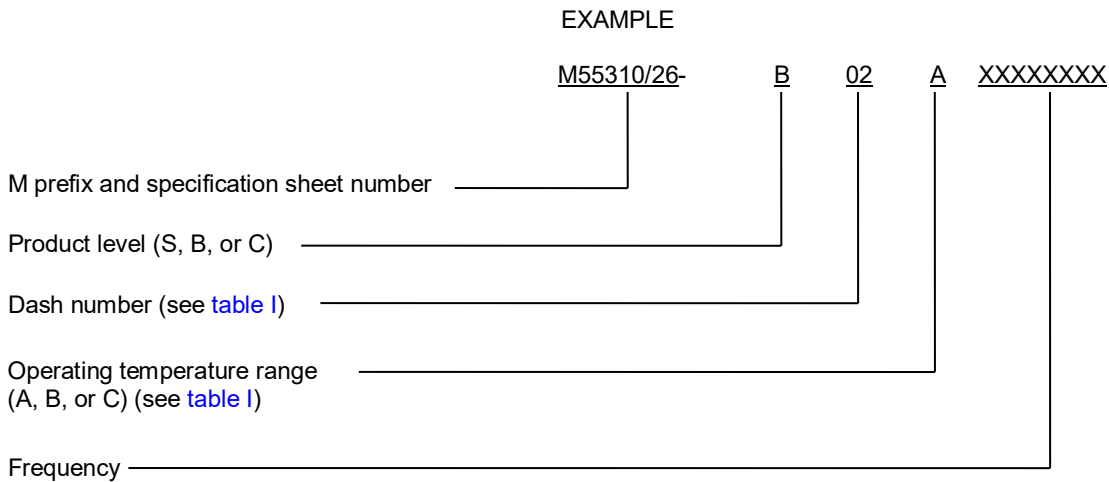 EXAMPLE
M55310/26- B 02 A XXXXXXXX
M prefix and specification sheet number
Product level (S, B, or C)
Dash number (see table I)
Operating temperature range
(A, B, or C) (see table I)
Frequency